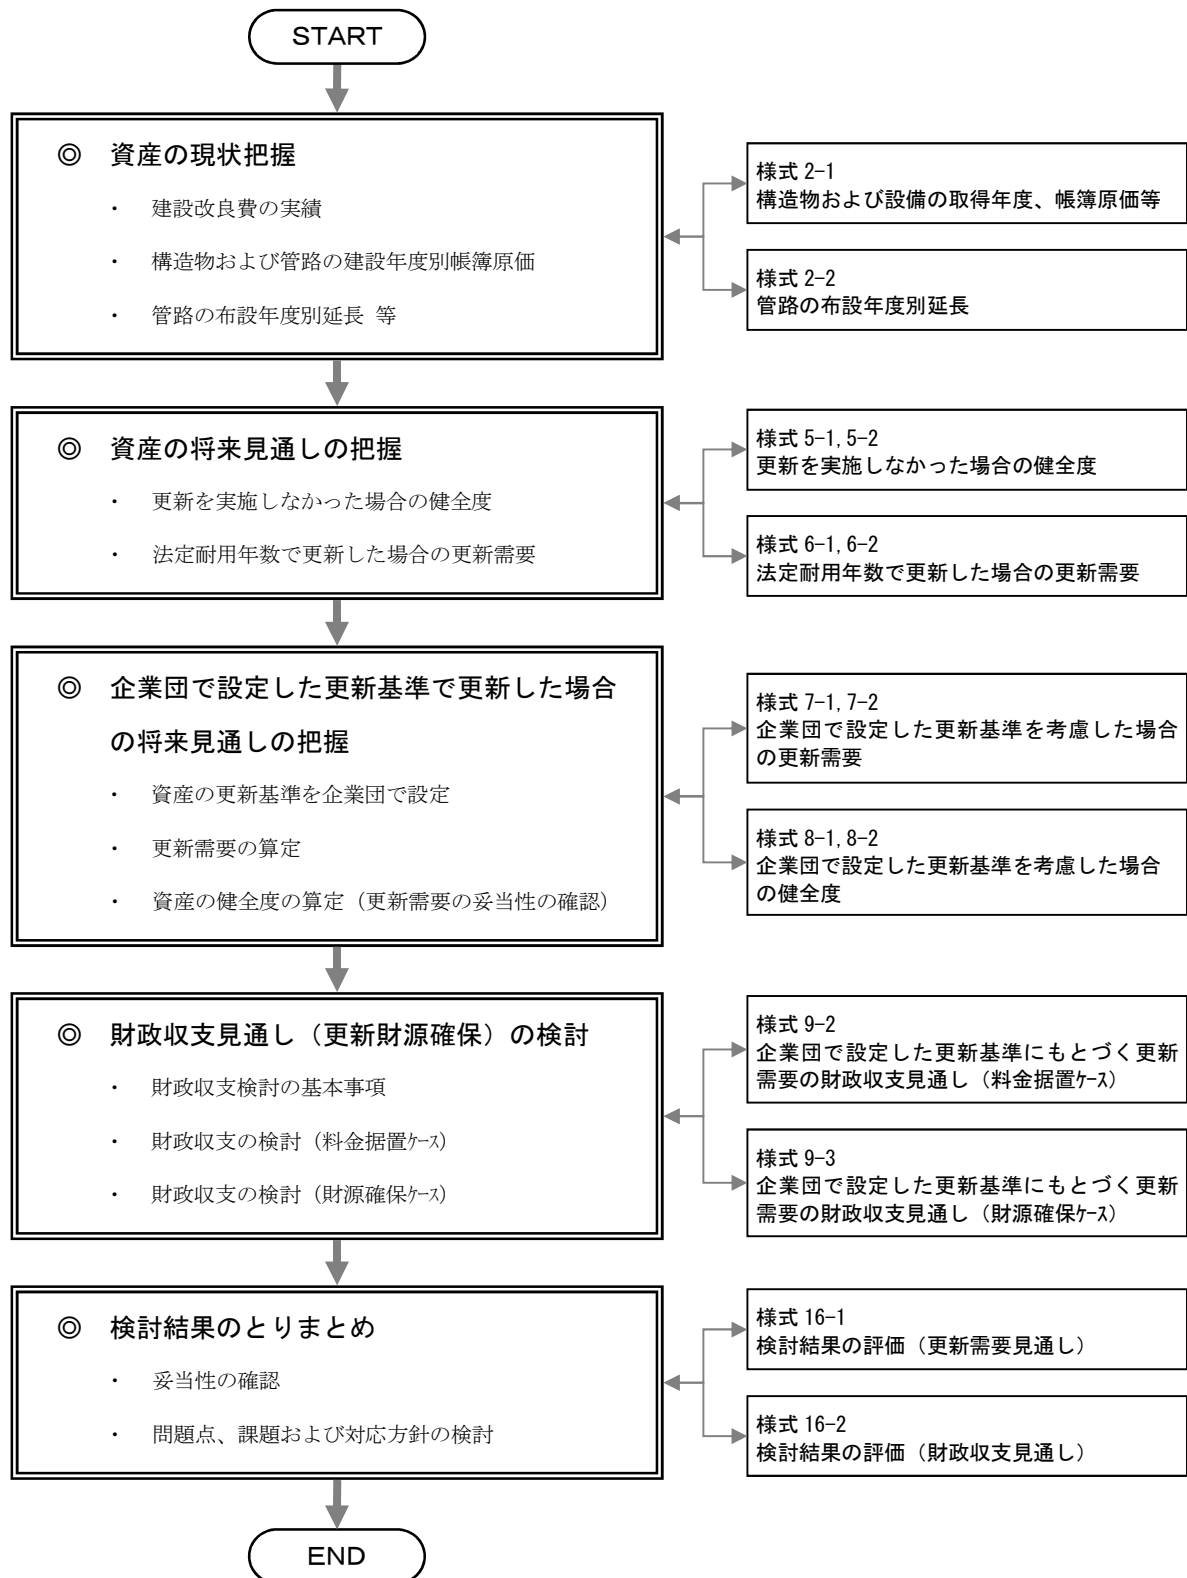 START
◎ 資産の現状把握
・ 建設改良費の実績
・ 構造物および管路の建設年度別帳簿原価
・ 管路の布設年度別延長 等
様式 2-1
構造物および設備の取得年度、帳簿原価等
様式 2-2
管路の布設年度別延長
◎ 資産の将来見通しの把握
・ 更新を実施しなかった場合の健全度
・ 法定耐用年数で更新した場合の更新需要
様式 5-1, 5-2
更新を実施しなかった場合の健全度
様式 6-1, 6-2
法定耐用年数で更新した場合の更新需要
◎ 企業団で設定した更新基準で更新した場合
の将来見通しの把握
・ 資産の更新基準を企業団で設定
・ 更新需要の算定
・ 資産の健全度の算定（更新需要の妥当性の確認）
様式 7-1, 7-2
企業団で設定した更新基準を考慮した場合
の更新需要
様式 8-1, 8-2
企業団で設定した更新基準を考慮した場合
の健全度
◎ 財政収支見通し（更新財源確保）の検討
・ 財政収支検討の基本事項
・ 財政収支の検討（料金据置ｹｰｽ）
・ 財政収支の検討（財源確保ｹｰｽ）
様式 9-2
企業団で設定した更新基準にもとづく更新
需要の財政収支見通し（料金据置ｹｰｽ）
様式 9-3
企業団で設定した更新基準にもとづく更新
需要の財政収支見通し（財源確保ｹｰｽ）
◎ 検討結果のとりまとめ
・ 妥当性の確認
・ 問題点、課題および対応方針の検討
様式 16-1
検討結果の評価（更新需要見通し）
様式 16-2
検討結果の評価（財政収支見通し）
END